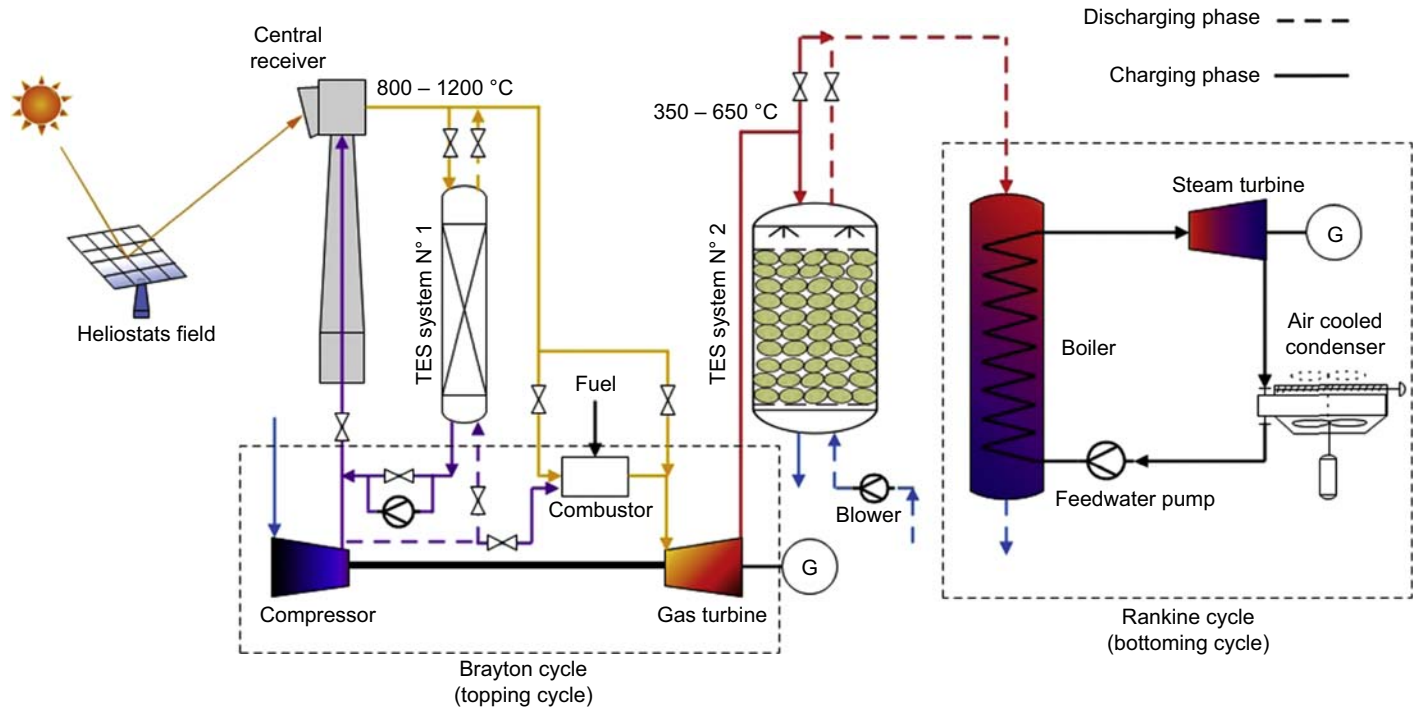 Discharging phase
Charging phase
Central
receiver
800 – 1200 °C
350 – 650 °C
Heliostats field
TES system N° 1
TES system N° 2
Steam turbine
G
Boiler
Air cooled
condenser
Feedwater pump
Fuel
Combustor
Blower
Compressor
Gas turbine
G
Brayton cycle
(topping cycle)
Rankine cycle
(bottoming cycle)